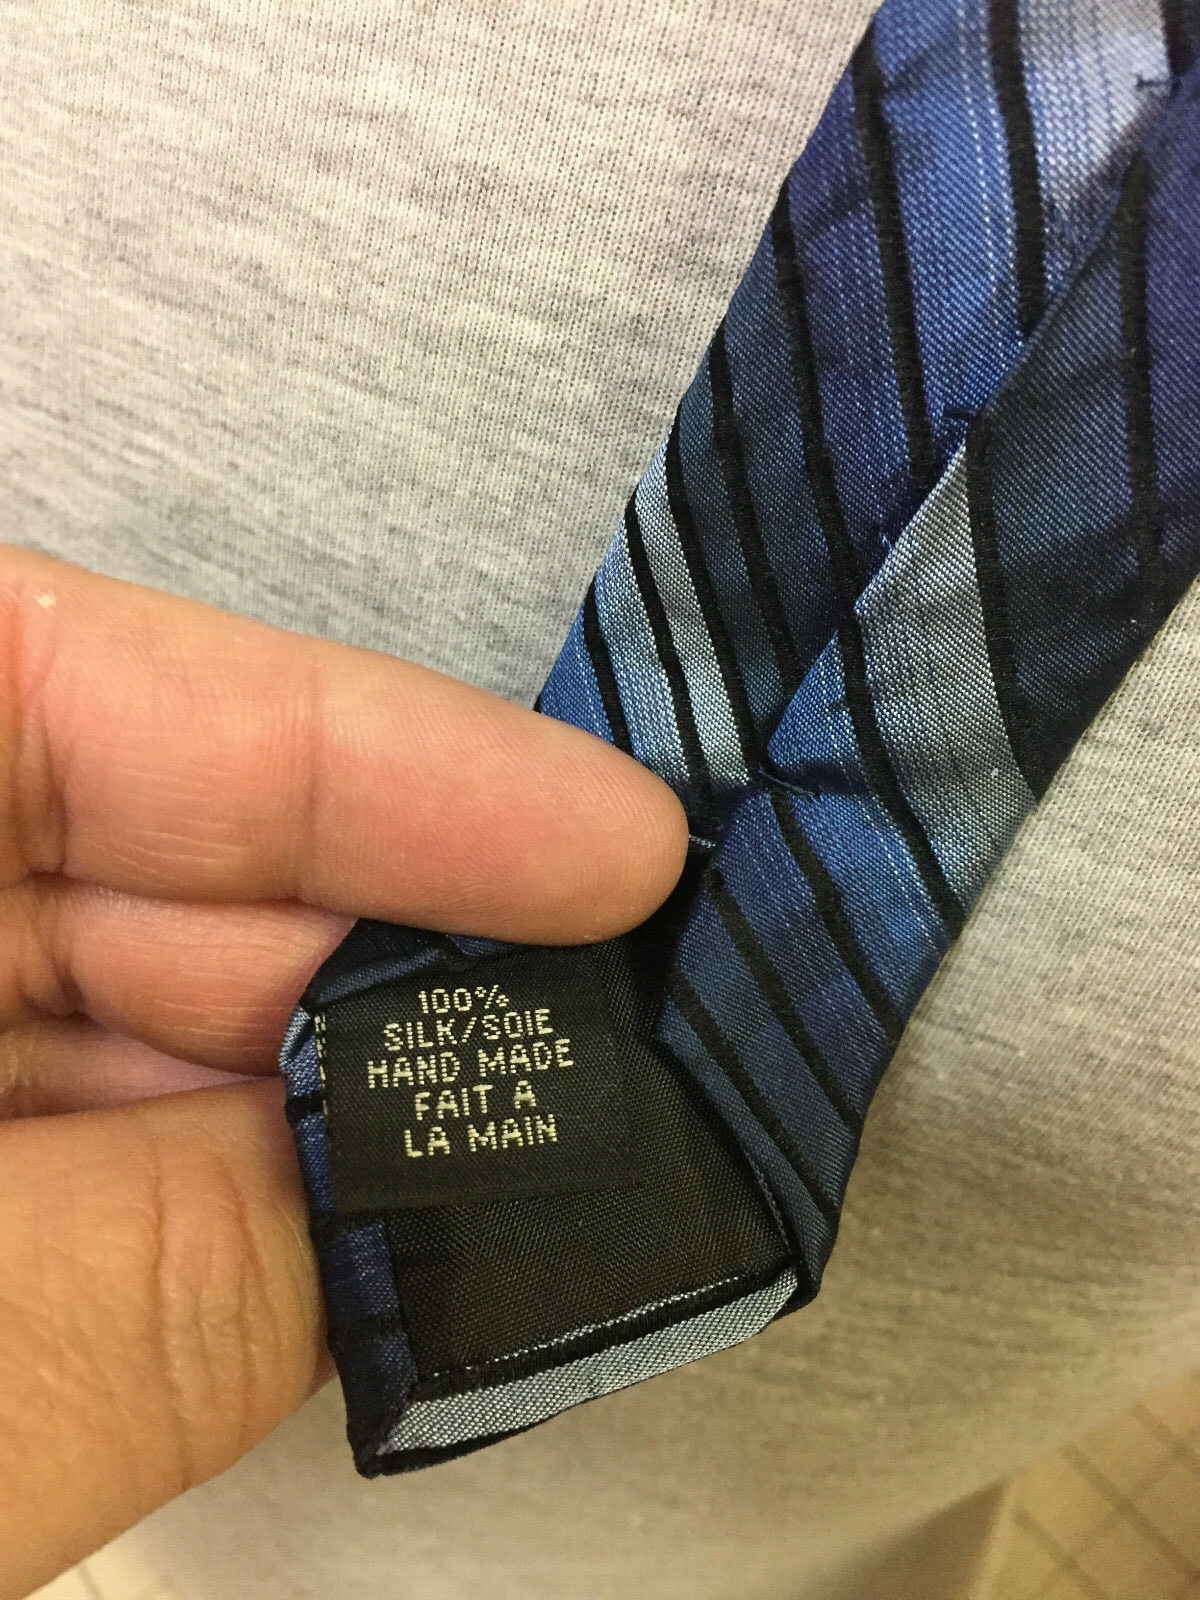 100%
SILK/SOIE
HAND MADE
FAIT A
LA MAIN